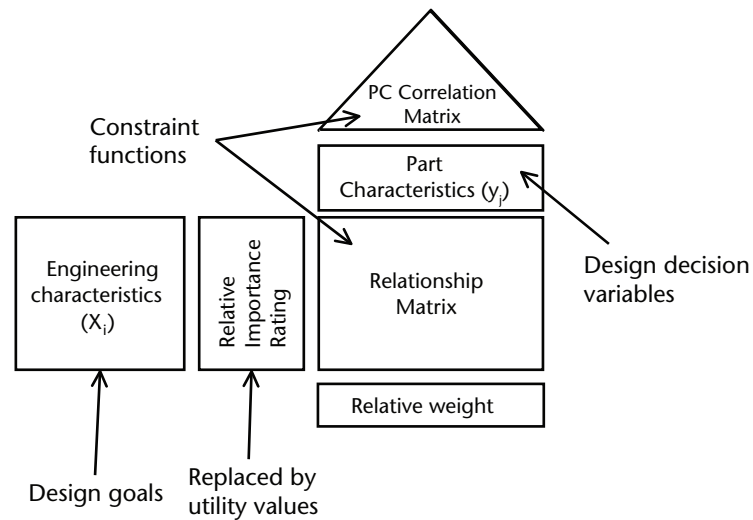 PC Correlation
Matrix
Constraint
functions
Part
Characteristics (yj)
Engineering
characteristics
(Xi)
Relative
Importance
Rating
Relationship
Matrix
Design decision
variables
Relative weight
Design goals
Replaced by
utility values